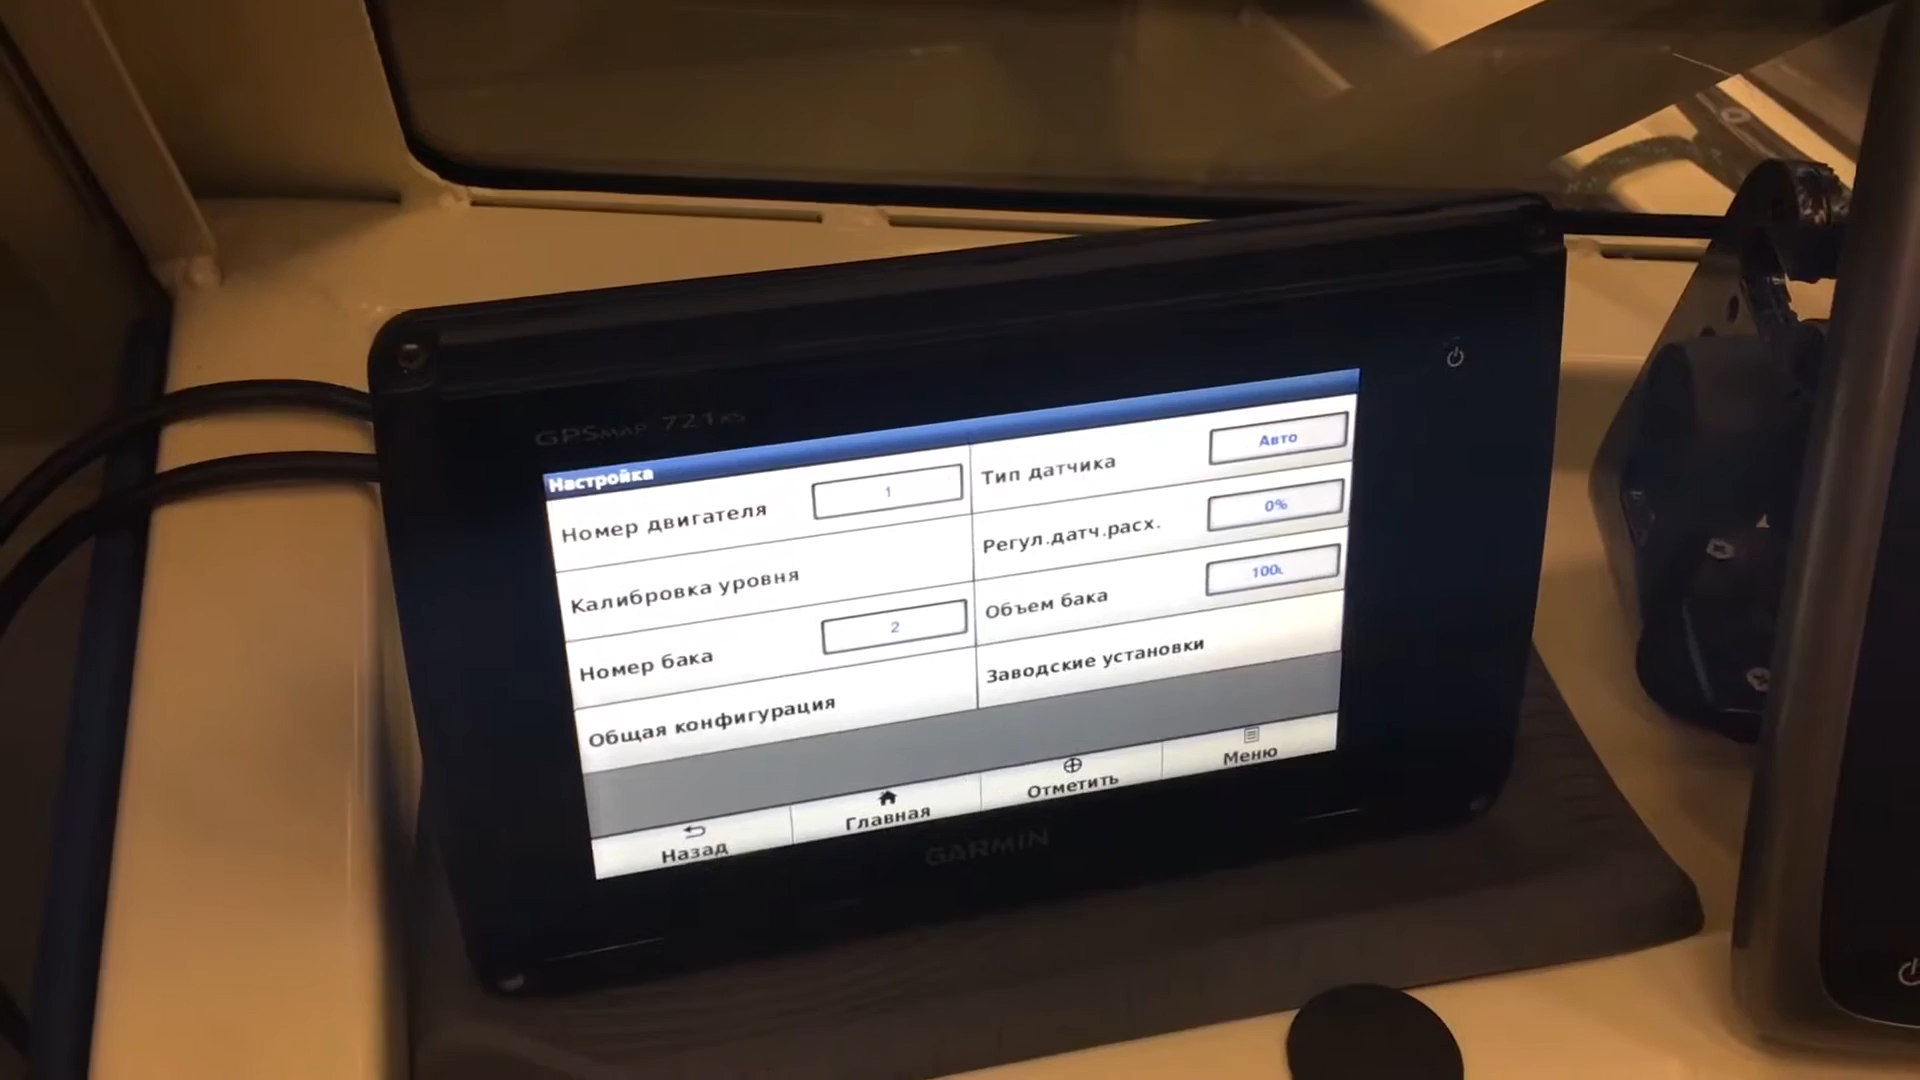 GPSMAP 721xs
Настройка
Номер двигателя 1
Тип датчика Авто
Калибровка уровня
Регул.датч.расх. 0%
Номер бака 2
Объем бака 100L
Общая конфигурация
Заводские установки
Назад
Главная
Отметить
Меню
GARMIN